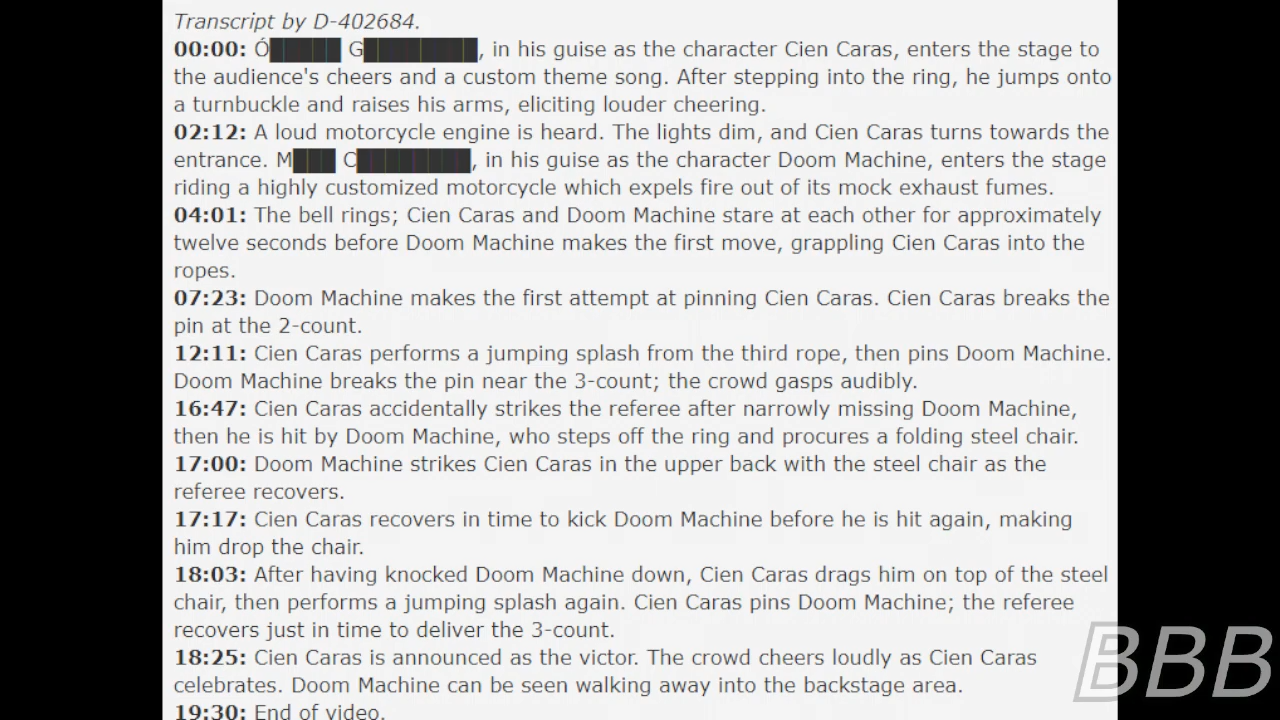 Transcript by D-402684.
00:00: Ó█████ G████████, in his guise as the character Cien Caras, enters the stage to
the audience's cheers and a custom theme song. After stepping into the ring, he jumps onto
a turnbuckle and raises his arms, eliciting louder cheering.
02:12: A loud motorcycle engine is heard. The lights dim, and Cien Caras turns towards the
entrance. M███ C████████, in his guise as the character Doom Machine, enters the stage
riding a highly customized motorcycle which expels fire out of its mock exhaust fumes.
04:01: The bell rings; Cien Caras and Doom Machine stare at each other for approximately
twelve seconds before Doom Machine makes the first move, grappling Cien Caras into the
ropes.
07:23: Doom Machine makes the first attempt at pinning Cien Caras. Cien Caras breaks the
pin at the 2-count.
12:11: Cien Caras performs a jumping splash from the third rope, then pins Doom Machine.
Doom Machine breaks the pin near the 3-count; the crowd gasps audibly.
16:47: Cien Caras accidentally strikes the referee after narrowly missing Doom Machine,
then he is hit by Doom Machine, who steps off the ring and procures a folding steel chair.
17:00: Doom Machine strikes Cien Caras in the upper back with the steel chair as the
referee recovers.
17:17: Cien Caras recovers in time to kick Doom Machine before he is hit again, making
him drop the chair.
18:03: After having knocked Doom Machine down, Cien Caras drags him on top of the steel
chair, then performs a jumping splash again. Cien Caras pins Doom Machine; the referee
recovers just in time to deliver the 3-count.
18:25: Cien Caras is announced as the victor. The crowd cheers loudly as Cien Caras
celebrates. Doom Machine can be seen walking away into the backstage area.
19:30: End of video.
BBB